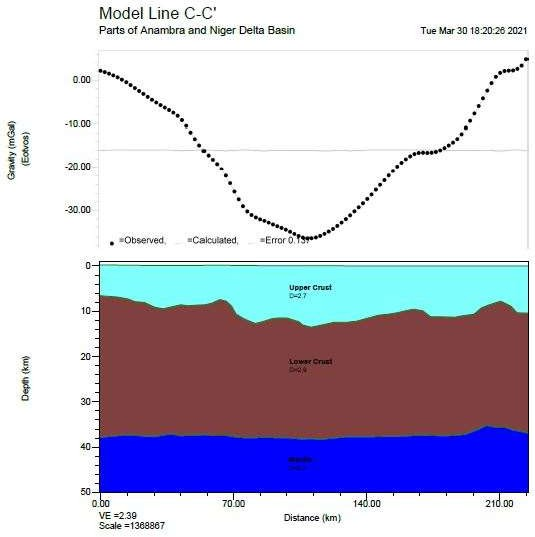 Model Line C-C'
Parts of Anambra and Niger Delta Basin
Tue Mar 30 18:20:26 2021
Gravity (mGal)
(Eotvos)
0.00
-10.00
-20.00
-30.00
=Observed, =Calculated, =Error 0.137
Depth (km)
0
10
20
30
40
50
Upper Crust
D=2.7
Lower Crust
D=2.9
0.00 70.00 140.00 210.00
VE =2.39
Distance (km)
Scale =1368867